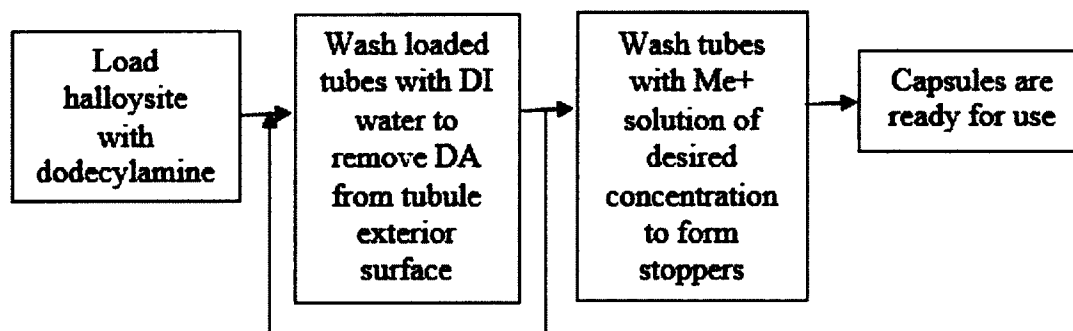 Load
halloysite
with
dodecylamine
Wash loaded
tubes with DI
water to
remove DA
from tubule
exterior
surface
Wash tubes
with Me+
solution of
desired
concentration
to form
stoppers
Capsules are
ready for use